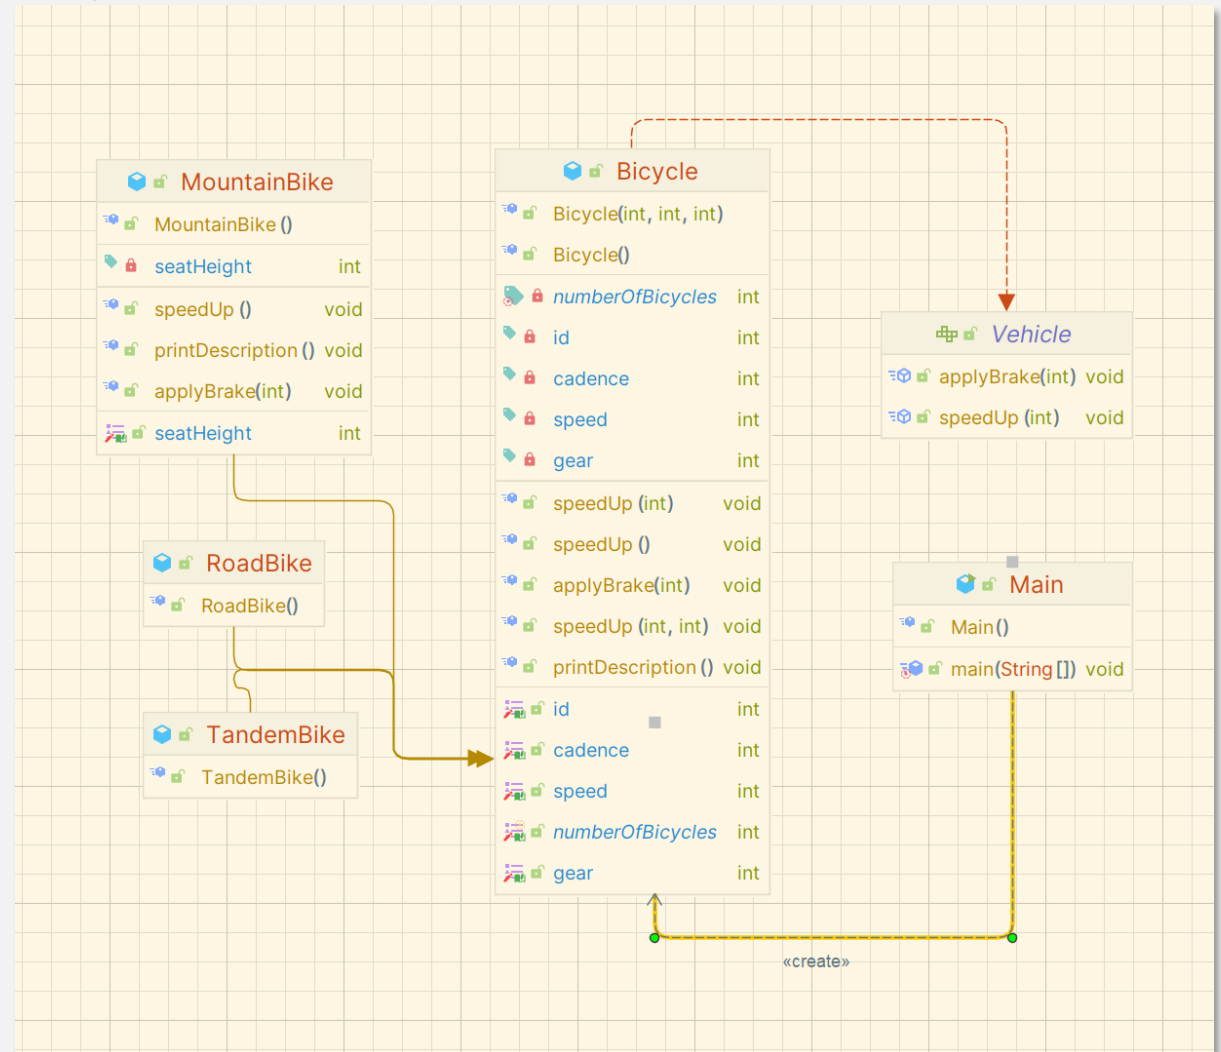 MountainBike
MountainBike ()
seatHeight int
speedUp () void
printDescription () void
applyBrake(int) void
seatHeight int
RoadBike
RoadBike()
TandemBike
TandemBike()
Bicycle
Bicycle(int, int, int)
Bicycle()
numberOfBicycles int
id int
cadence int
speed int
gear int
speedUp (int) void
speedUp () void
applyBrake(int) void
speedUp (int, int) void
printDescription () void
id int
cadence int
speed int
numberOfBicycles int
gear int
Vehicle
applyBrake(int) void
speedUp (int) void
Main
Main()
main(String[]) void
«create»